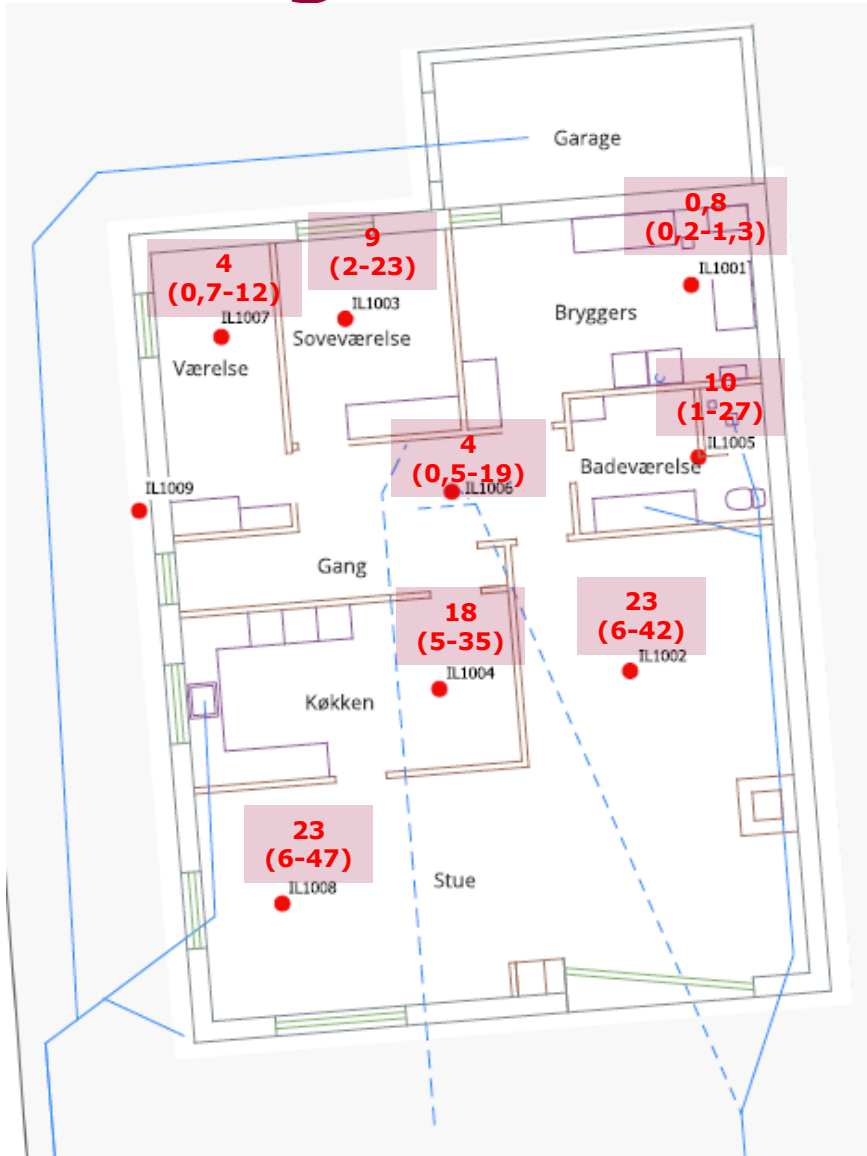 Garage
0,8
(0,2-1,3)
IL1001
9
(2-23)
IL1003
4
(0,7-12)
IL1007
Bryggers
Soveværelse
Værelse
10
(1-27)
IL1005
4
(0,5-19)
IL1006
Badeværelse
IL1009
Gang
18
(5-35)
IL1004
23
(6-42)
IL1002
Køkken
23
(6-47)
IL1008
Stue